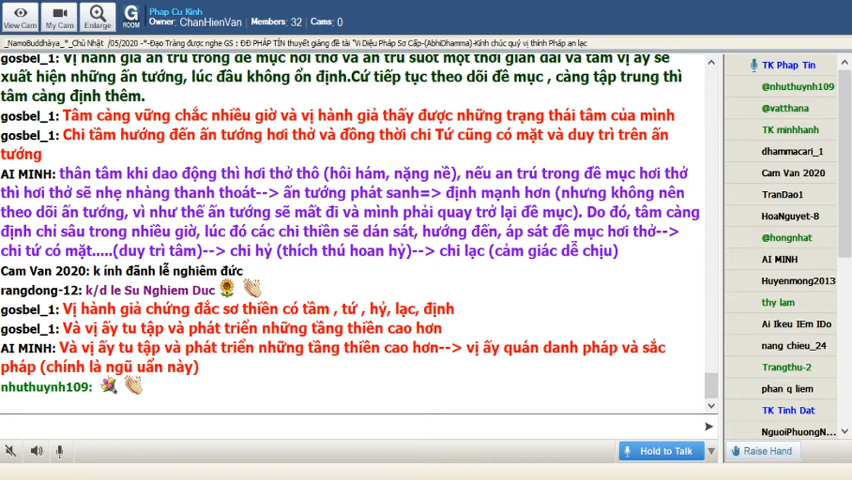 View Cam
My Cam
Enlarge
G
ROOM
Phap Cu Kinh
Owner: ChanHienVan
Members: 32
Cams: 0
_NamoBuddhàya_*_Chủ Nhật /05/2020 -*-Đạo Tràng được nghe GS : ĐĐ PHÁP TÍN thuyết giảng đề tài "Vi Diệu Pháp Sơ Cấp-(AbhiDhamma)-Kính chúc quý vị thính Pháp an lạc
xuất hiện những ấn tướng, lúc đầu không ổn định.Cứ tiếp tục theo dõi đề mục , càng tập trung thì
tâm càng định thêm.
gosbel_1: Tâm càng vững chắc nhiều giờ và vị hành giả thấy được những trạng thái tâm của mình
gosbel_1: Chi tầm hướng đến ấn tướng hơi thở và đồng thời chi Tứ cũng có mặt và duy trì trên ấn
tướng
AI MINH: thân tâm khi dao động thì hơi thở thô (hôi hám, nặng nề), nếu an trú trong đề mục hơi thở
thì hơi thở sẽ nhẹ nhàng thanh thoát--> ấn tướng phát sanh=> định mạnh hơn (nhưng không nên
theo dõi ấn tướng, vì như thế ấn tướng sẽ mất đi và mình phải quay trở lại đề mục). Do đó, tâm càng
định chỉ sâu trong nhiều giờ, lúc đó các chi thiền sẽ dán sát, hướng đến, áp sát đề mục hơi thở-->
chi tứ có mặt....(duy trì tâm)--> chi hỷ (thích thú hoan hỷ)--> chi lạc (cảm giác dễ chịu)
Cam Van 2020: k ính đãnh lễ nghiêm đức
rangdong-12: k/d le Su Nghiem Duc
gosbel_1: Vị hành giả chứng đắc sơ thiền có tầm , tứ , hỷ, lạc, định
gosbel_1: Và vị ấy tu tập và phát triển những tầng thiền cao hơn
AI MINH: Và vị ấy tu tập và phát triển những tầng thiền cao hơn--> vị ấy quán danh pháp và sắc
pháp (chính là ngũ uẩn này)
nhuthuynh109:
Hold to Talk
TK Phap Tin
@nhuthuynh109
@vatthana
TK minhhanh
dhammacari_1
Cam Van 2020
TranDao1
HoaNguyet-8
@hongnhat
AI MINH
Huyenmong2013
thy lam
Ai lkeu IEm IDo
nang chieu_24
Trangthu-2
phan q liem
TK Tinh Dat
NguoiPhuongN...
Raise Hand